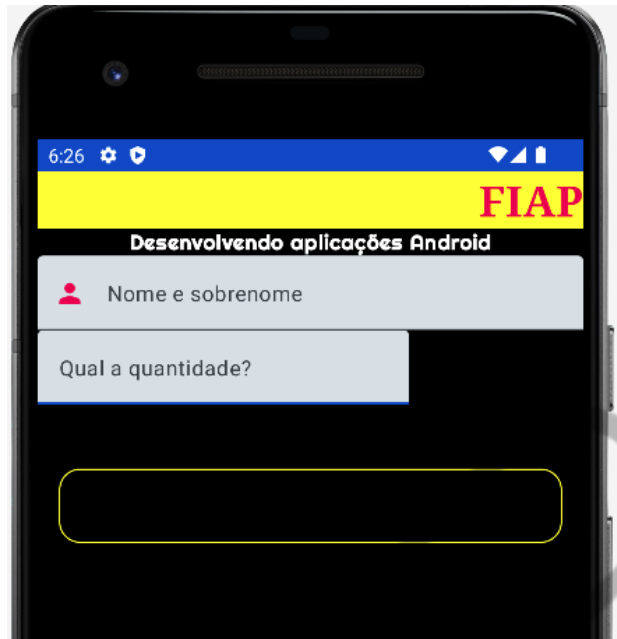 6:26
FIAP
Desenvolvendo aplicações Android
Nome e sobrenome
Qual a quantidade?